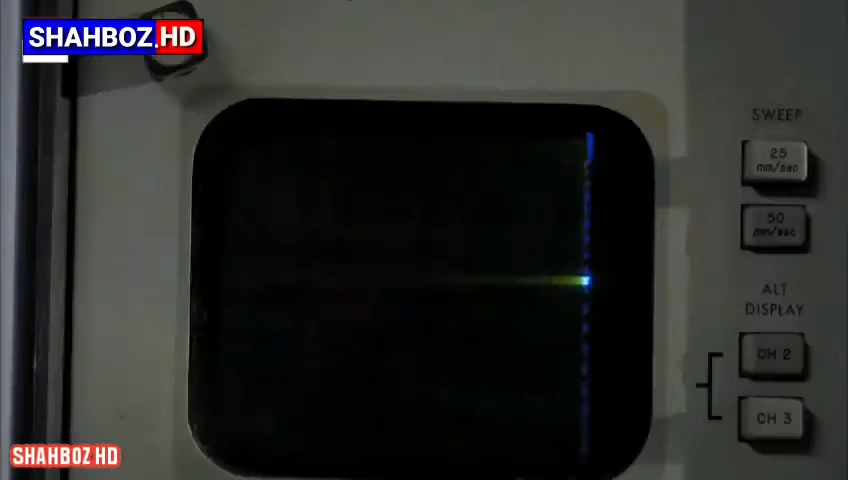 SHAHBOZ.HD
SWEEP
25
mm/sec
50
mm/sec
ALT
DISPLAY
CH 2
CH 3
SHAHBOZ HD